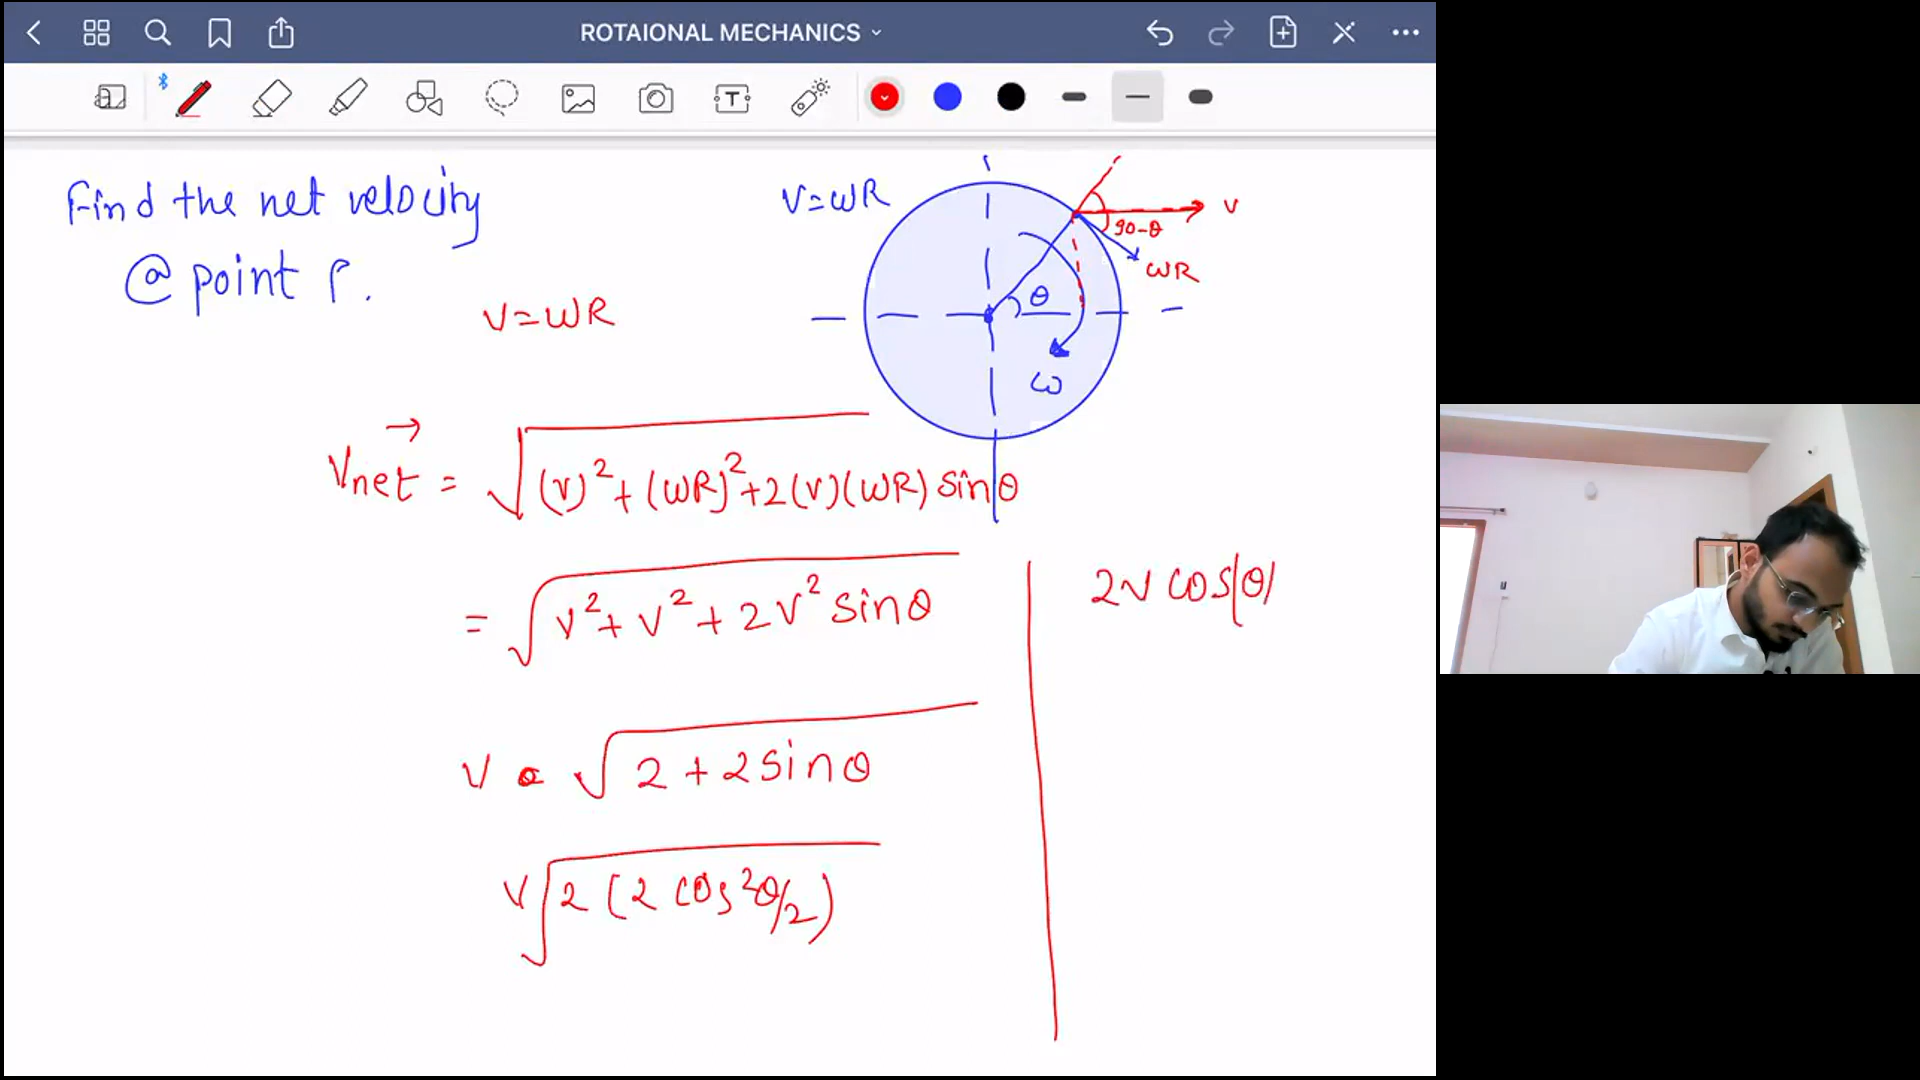 ROTAIONAL MECHANICS
Find the net velocity
@ point P.
V=ωR
V=ωR
θ
ω
90-θ
v
ωR
Vnet = √(v)²+(ωR)²+2(v)(ωR) sinθ
= √v²+v²+2v² sinθ
v √2+2sinθ
v√2(2 cos²θ/2)
2v cos(θ/